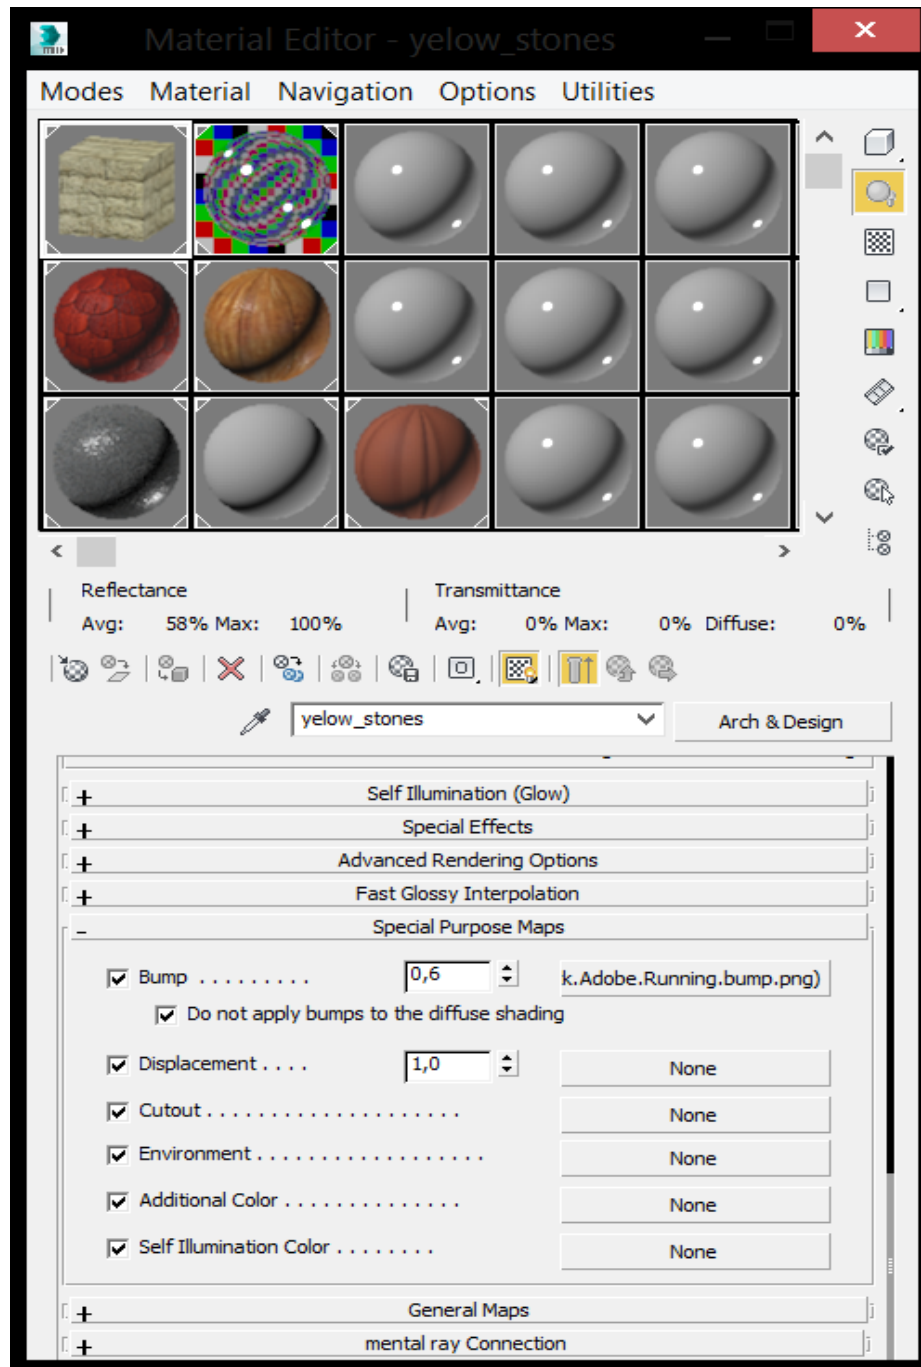 Material Editor - yelow_stones
Modes Material Navigation Options Utilities
Reflectance Transmittance
Avg: 58% Max: 100% Avg: 0% Max: 0% Diffuse: 0%
yelow_stones Arch & Design
Self Illumination (Glow)
Special Effects
Advanced Rendering Options
Fast Glossy Interpolation
Special Purpose Maps
Bump . . . . . . . . . 0,6 k.Adobe.Running.bump.png)
Do not apply bumps to the diffuse shading
Displacement . . . . 1,0 None
Cutout . . . . . . . . . . . . . . . . . . . . . None
Environment . . . . . . . . . . . . . . . . . . None
Additional Color . . . . . . . . . . . . . . None
Self Illumination Color . . . . . . . . None
General Maps
mental ray Connection